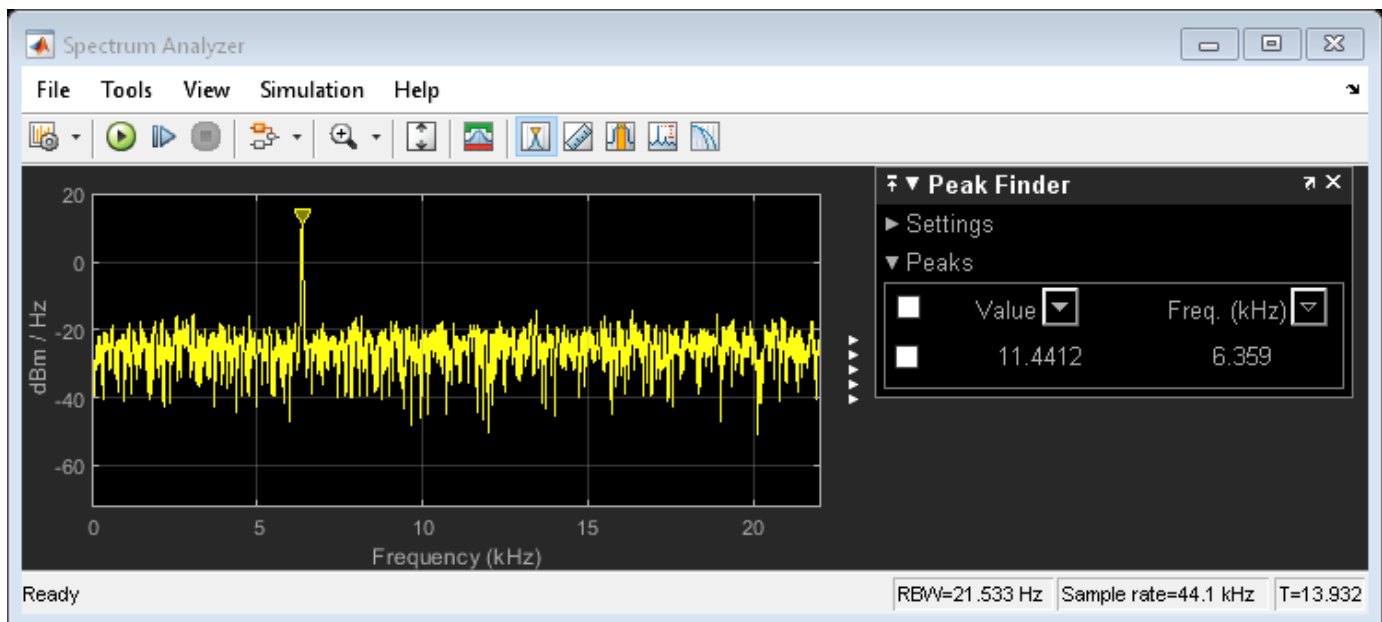 Spectrum Analyzer
File Tools View Simulation Help
Peak Finder
Settings
Peaks
Value Freq. (kHz)
11.4412 6.359
20
0
-20
-40
-60
dBm / Hz
0 5 10 15 20
Frequency (kHz)
Ready RBW=21.533 Hz Sample rate=44.1 kHz T=13.932